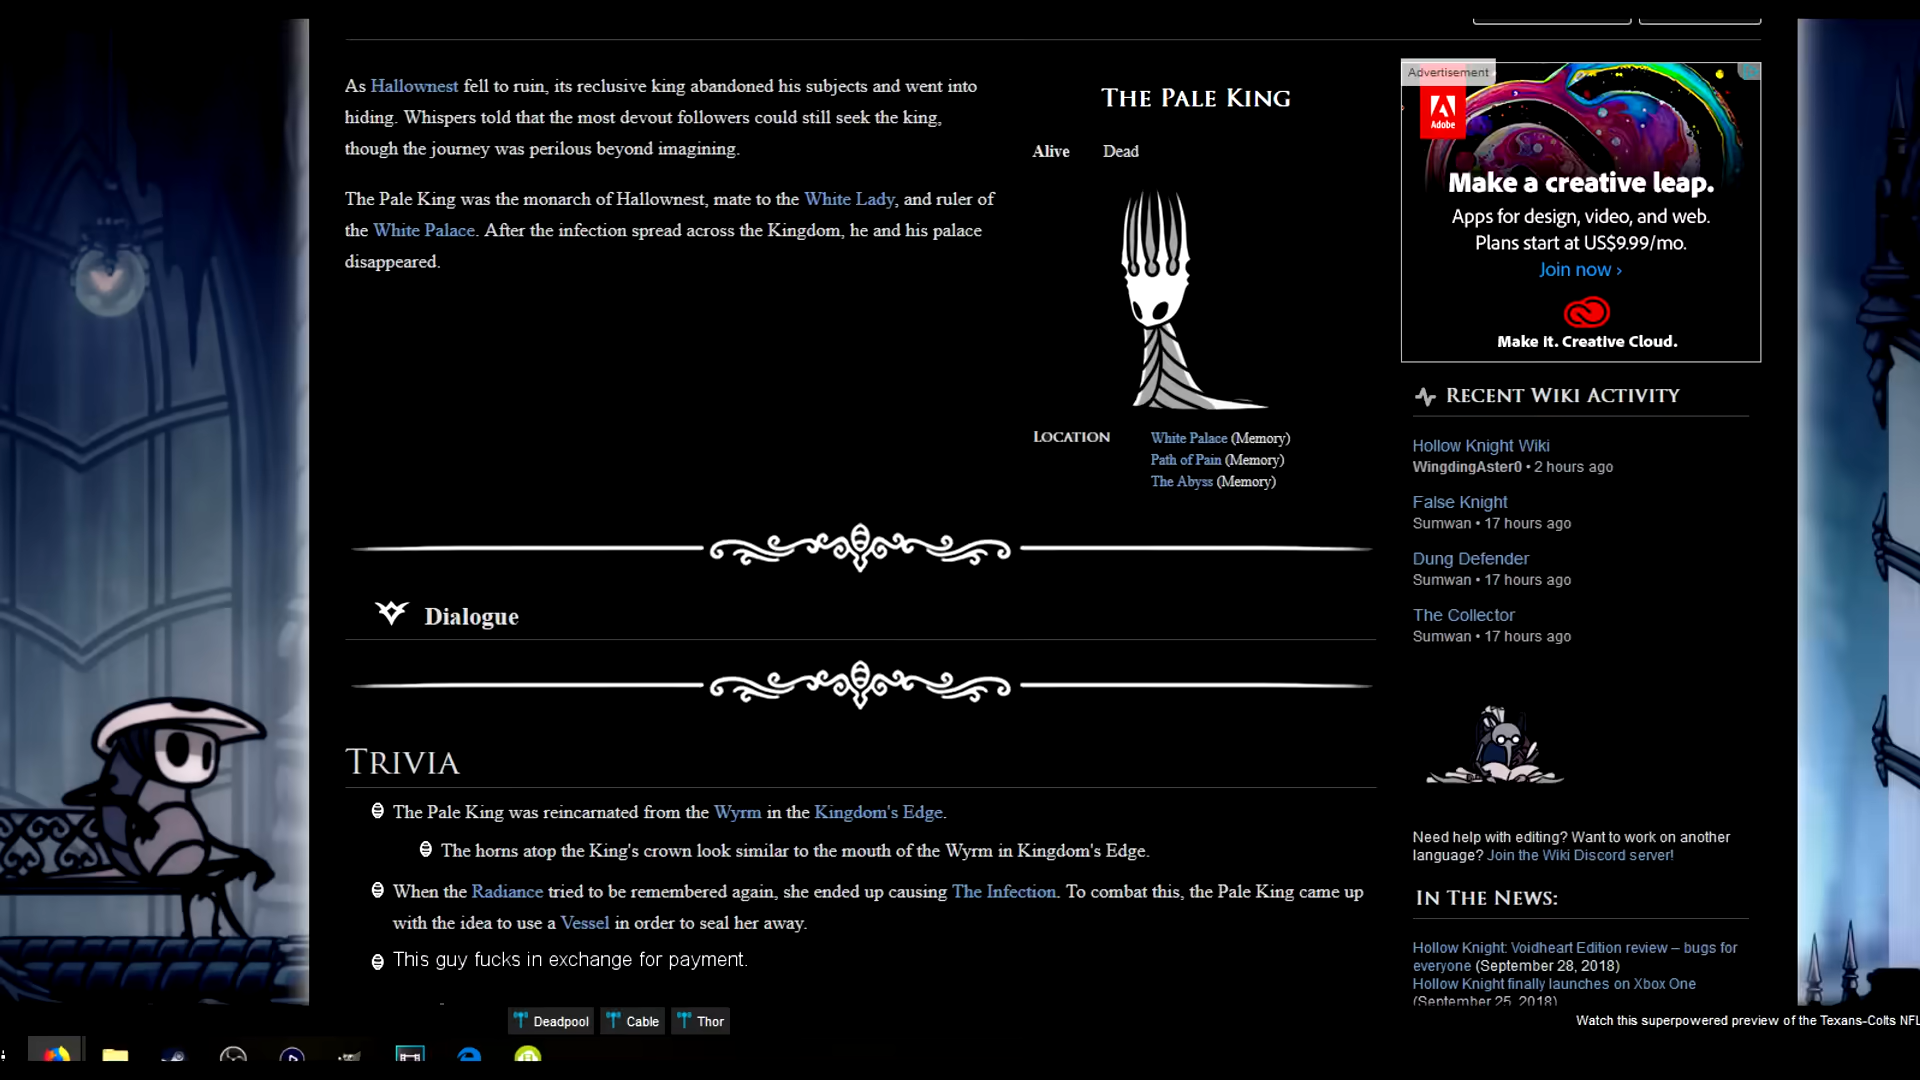 As Hallownest fell to ruin, its reclusive king abandoned his subjects and went into
hiding. Whispers told that the most devout followers could still seek the king,
though the journey was perilous beyond imagining.
The Pale King was the monarch of Hallownest, mate to the White Lady, and ruler of
the White Palace. After the infection spread across the Kingdom, he and his palace
disappeared.
The Pale King
Alive Dead
Location White Palace (Memory)
Path of Pain (Memory)
The Abyss (Memory)
Dialogue
Trivia
The Pale King was reincarnated from the Wyrm in the Kingdom's Edge.
The horns atop the King's crown look similar to the mouth of the Wyrm in Kingdom's Edge.
When the Radiance tried to be remembered again, she ended up causing The Infection. To combat this, the Pale King came up
with the idea to use a Vessel in order to seal her away.
This guy fucks in exchange for payment.
Advertisement
Adobe
Make a creative leap.
Apps for design, video, and web.
Plans start at US$9.99/mo.
Join now ›
Make it. Creative Cloud.
Recent Wiki Activity
Hollow Knight Wiki
WingdingAster0 • 2 hours ago
False Knight
Sumwan • 17 hours ago
Dung Defender
Sumwan • 17 hours ago
The Collector
Sumwan • 17 hours ago
Need help with editing? Want to work on another
language? Join the Wiki Discord server!
In The News:
Hollow Knight: Voidheart Edition review – bugs for
everyone (September 28, 2018)
Hollow Knight finally launches on Xbox One
(September 25, 2018)
Deadpool Cable Thor
Watch this superpowered preview of the Texans-Colts NFL